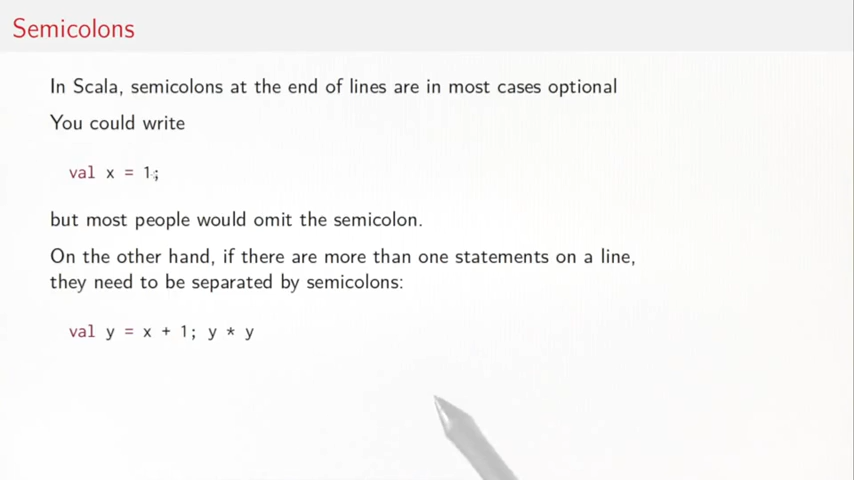 Semicolons
In Scala, semicolons at the end of lines are in most cases optional
You could write
val x = 1;
but most people would omit the semicolon.
On the other hand, if there are more than one statements on a line,
they need to be separated by semicolons:
val y = x + 1; y * y